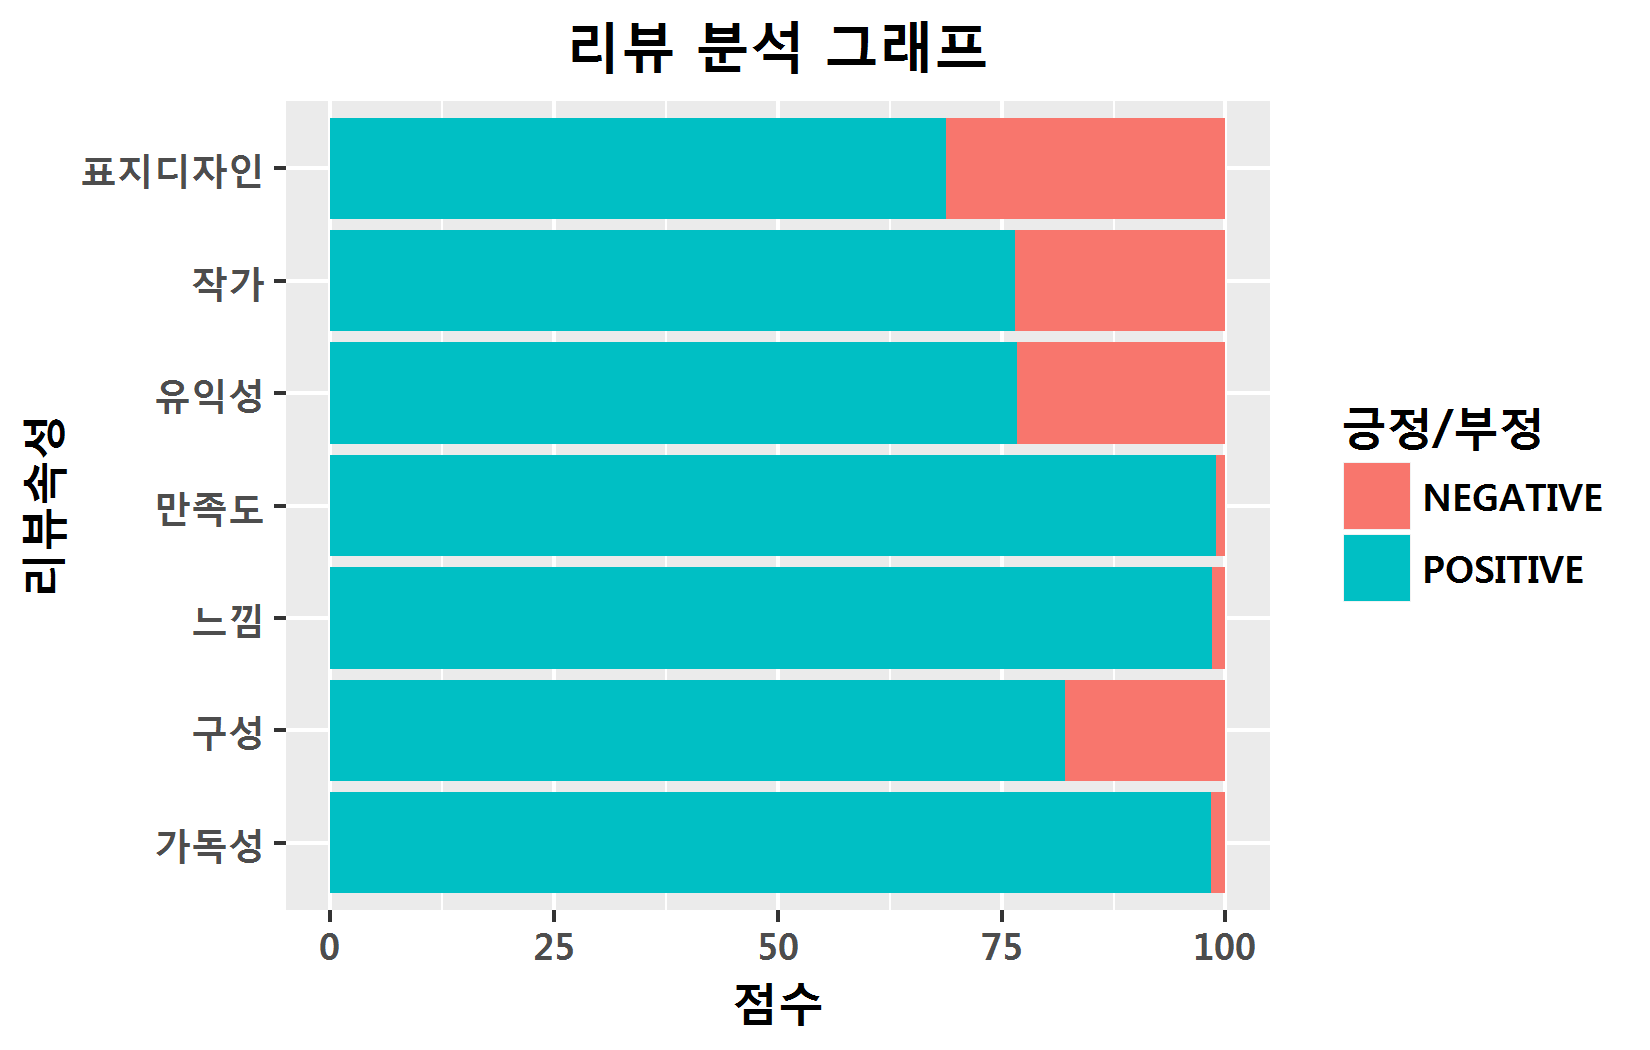 리뷰 분석 그래프
리뷰속성
표지디자인
작가
유익성
만족도
느낌
구성
가독성
0 25 50 75 100
점수
긍정/부정
NEGATIVE
POSITIVE